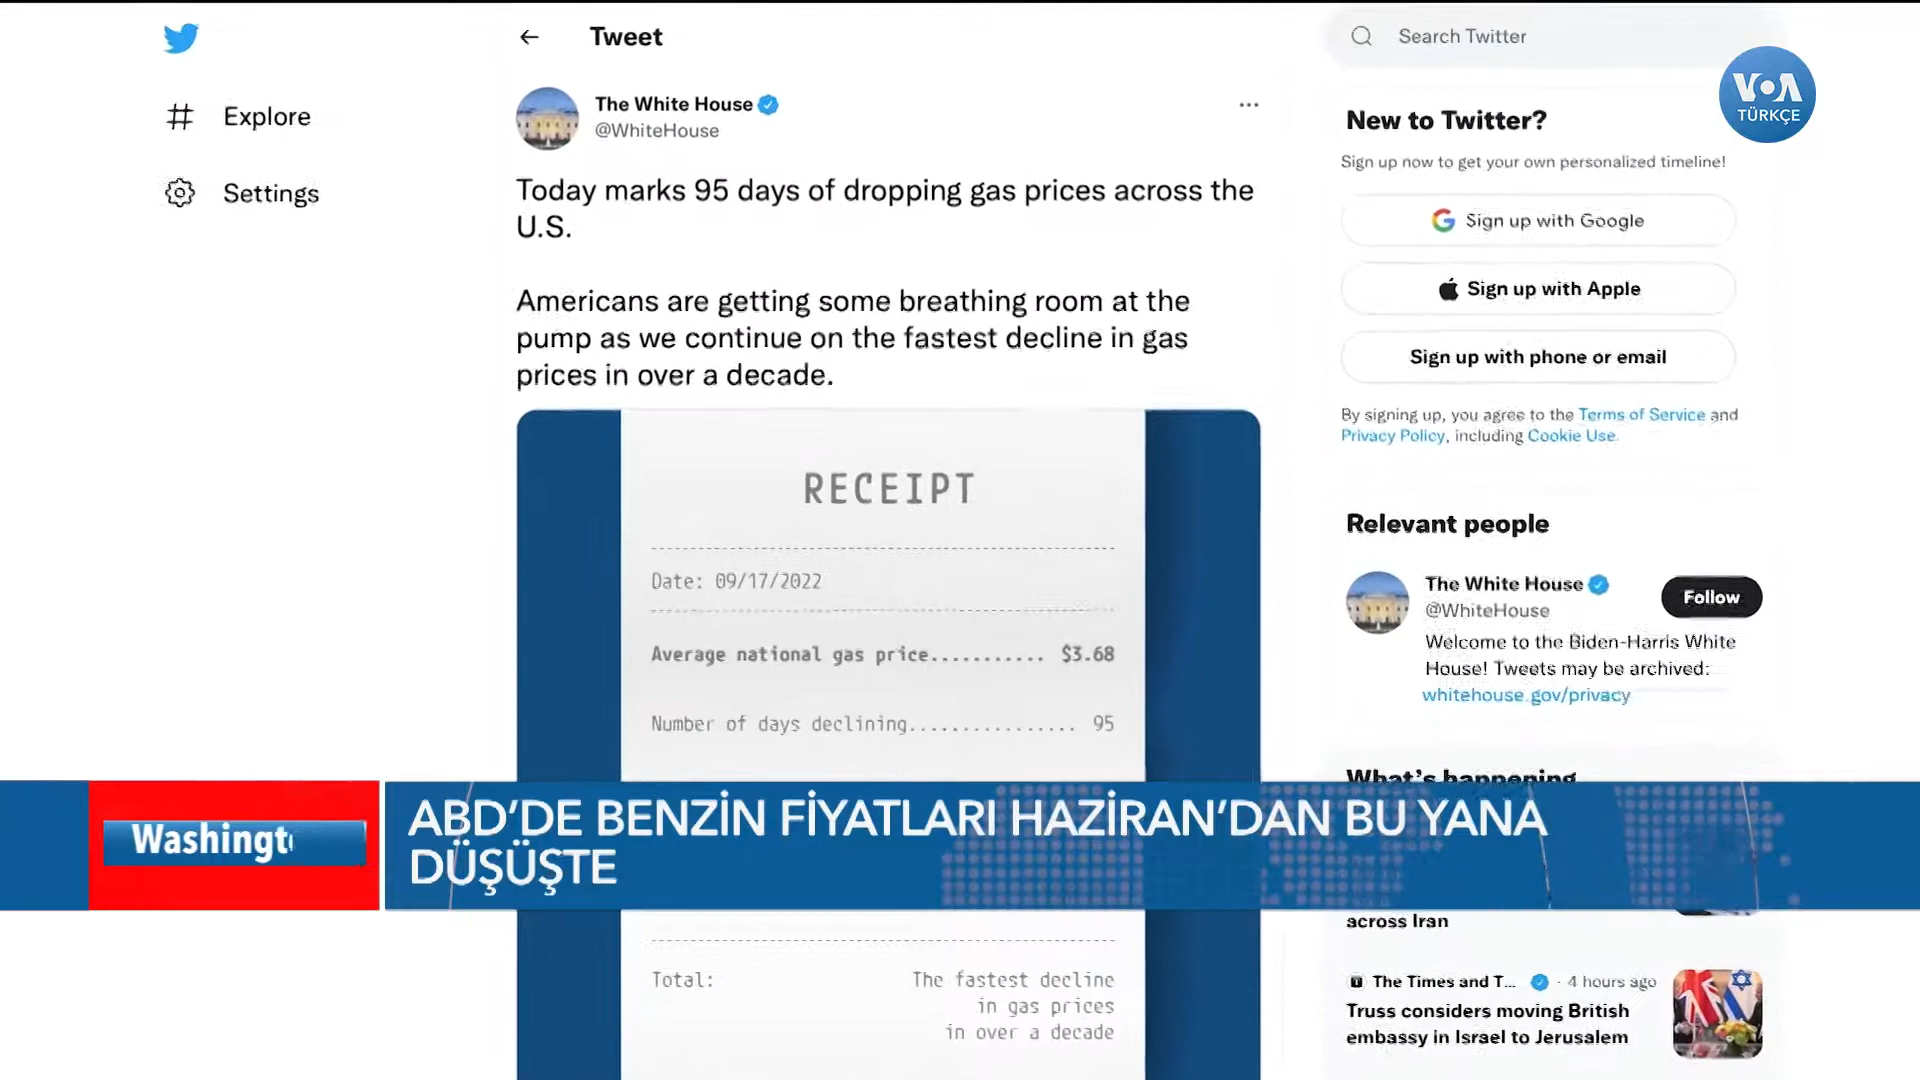 Tweet
Search Twitter
VOA
TÜRKÇE
Explore
Settings
The White House
@WhiteHouse
Today marks 95 days of dropping gas prices across the
U.S.
Americans are getting some breathing room at the
pump as we continue on the fastest decline in gas
prices in over a decade.
RECEIPT
Date: 09/17/2022
Average national gas price........... $3.68
Number of days declining................ 95
New to Twitter?
Sign up now to get your own personalized timeline!
Sign up with Google
Sign up with Apple
Sign up with phone or email
By signing up, you agree to the Terms of Service and
Privacy Policy, including Cookie Use.
Relevant people
The White House
@WhiteHouse
Follow
Welcome to the Biden-Harris White
House! Tweets may be archived:
whitehouse.gov/privacy
What's happening
Washingt
ABD'DE BENZİN FİYATLARI HAZİRAN'DAN BU YANA
DÜŞÜŞTE
Total: The fastest decline
in gas prices
in over a decade
across Iran
The Times and T... · 4 hours ago
Truss considers moving British
embassy in Israel to Jerusalem